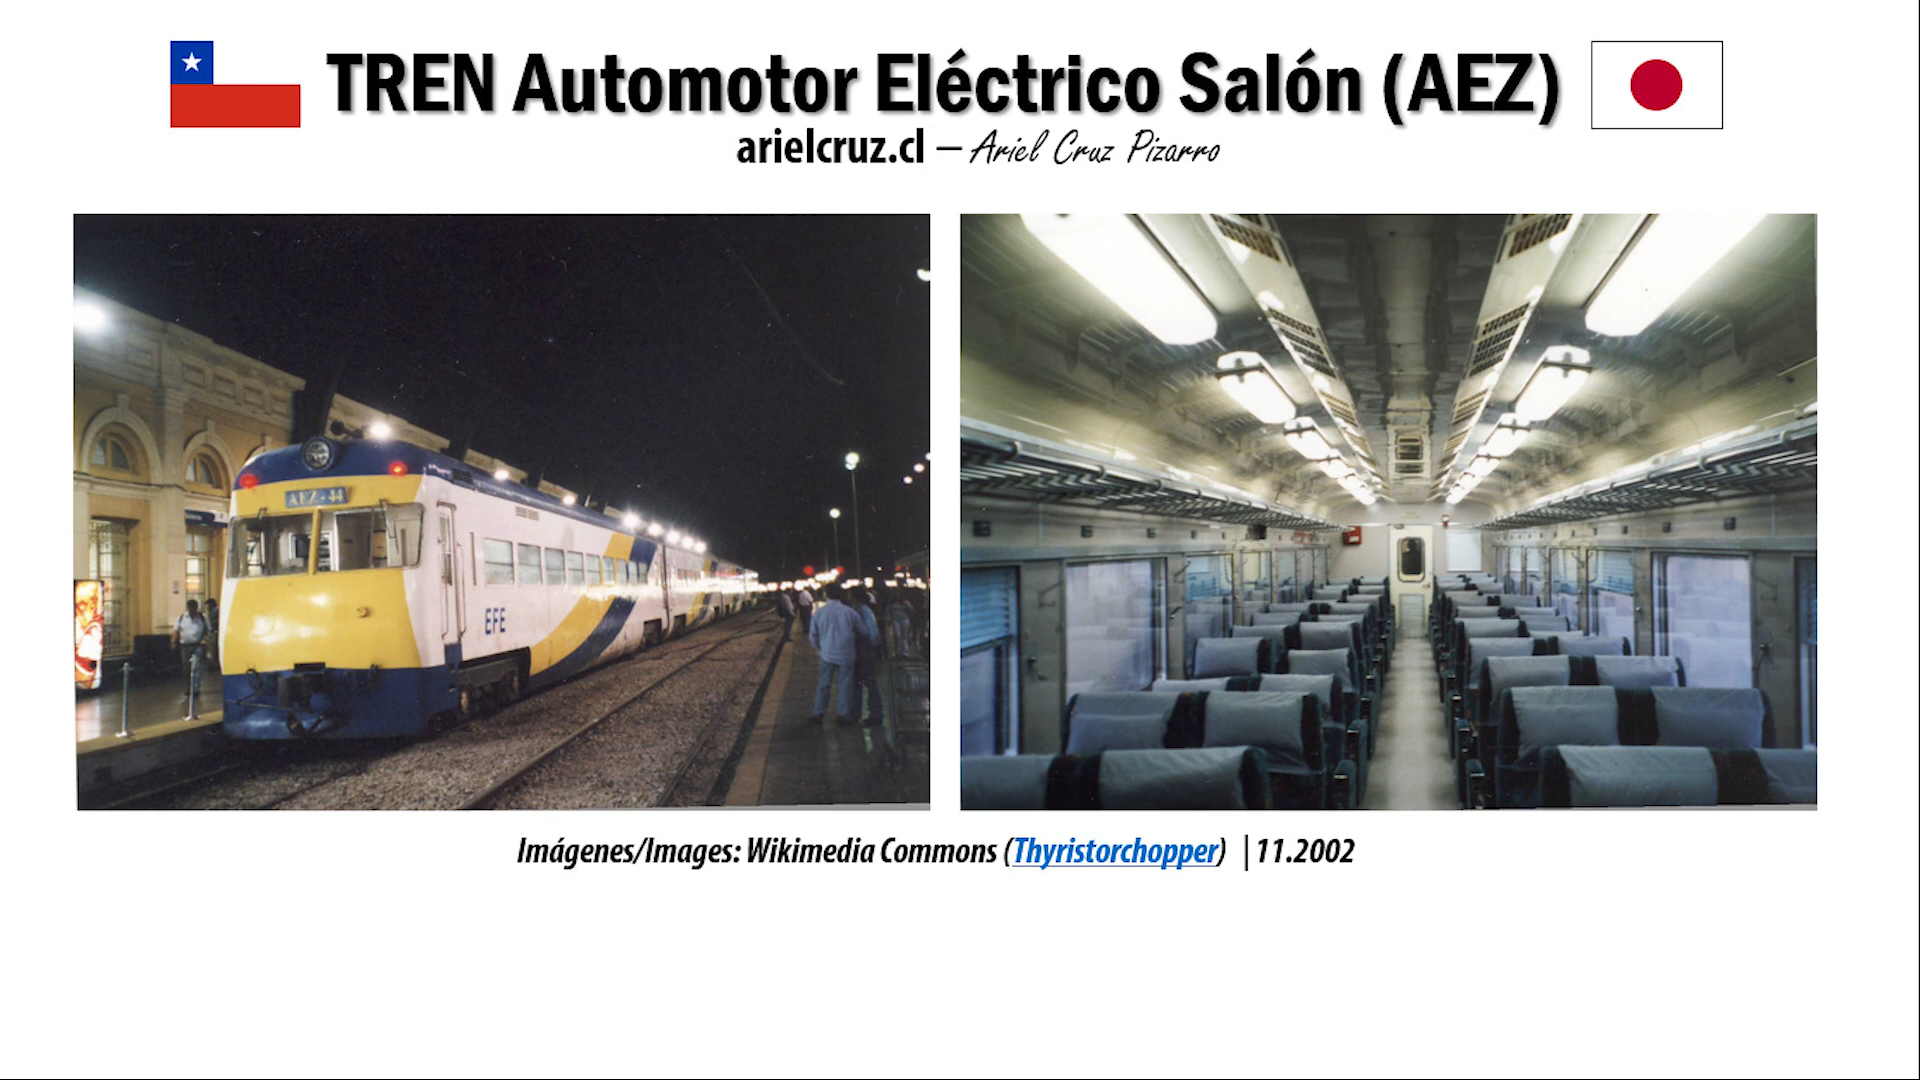 TREN Automotor Eléctrico Salón (AEZ)
arielcruz.cl – Ariel Cruz Pizarro
AEZ-44
EFE
Imágenes/Images: Wikimedia Commons (Thyristorchopper) | 11.2002